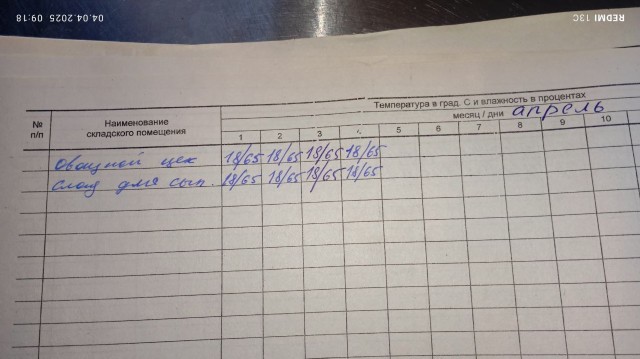 REDMI 13C
04.04.2025 09:18
Температура в град. С и влажность в процентах
№ п/п
Наименование складского помещения
месяц / дни апрель
1 2 3 4 5 6 7 8 9 10
овощной цех 18/65 18/65 18/65 18/65
склад для сып. 18/65 18/65 18/65 18/65